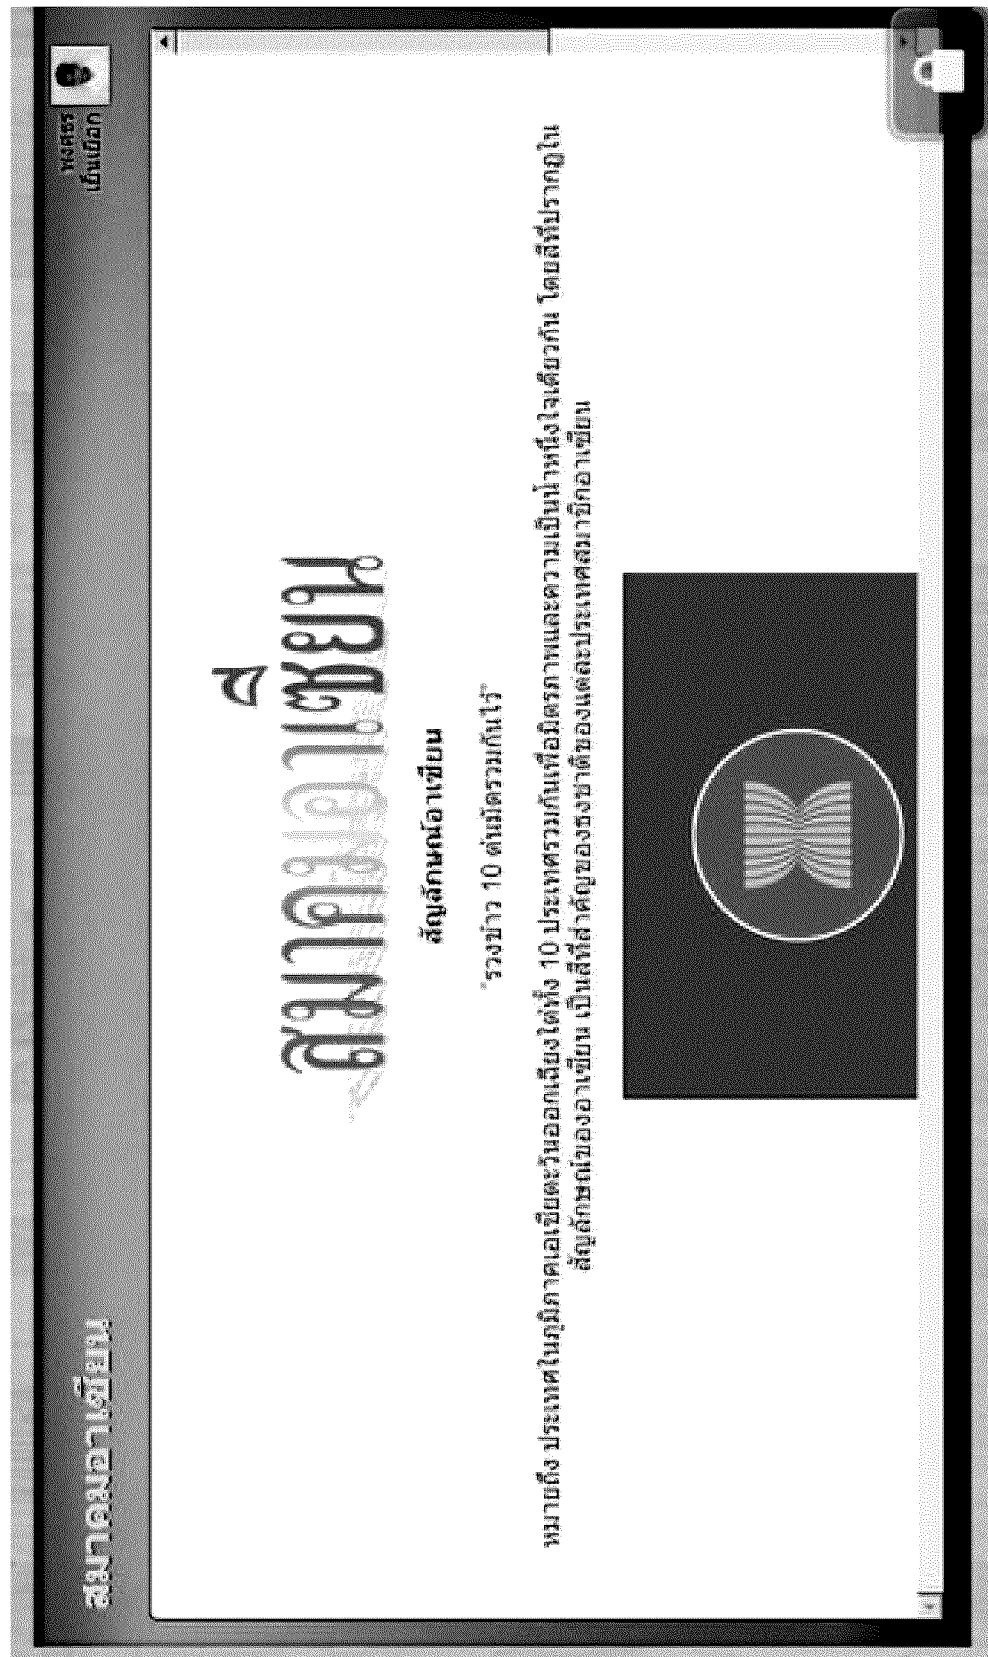 สมาคมอาเซียน
พงศธร
เย็นเยือก
สมาคมอาเซียน
สัญลักษณ์อาเซียน
"รวงข้าว 10 ต้นมัดรวมกันไว้"
หมายถึง ประเทศในภูมิภาคเอเชียตะวันออกเฉียงใต้ทั้ง 10 ประเทศรวมกันเพื่อมิตรภาพและความเป็นน้ำหนึ่งใจเดียวกัน โดยสีที่ปรากฏใน
สัญลักษณ์ของอาเซียน เป็นสีที่สำคัญของธงชาติของแต่ละประเทศสมาชิกอาเซียน